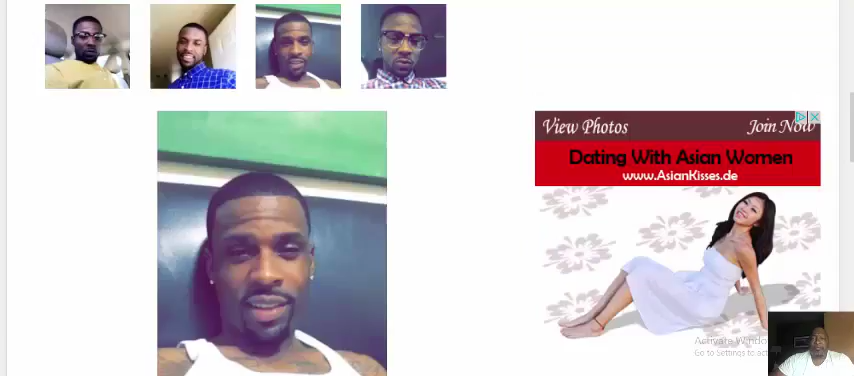 View Photos
Join Now
Dating With Asian Women
www.AsianKisses.de
Activate Windo
Go to Settings to act